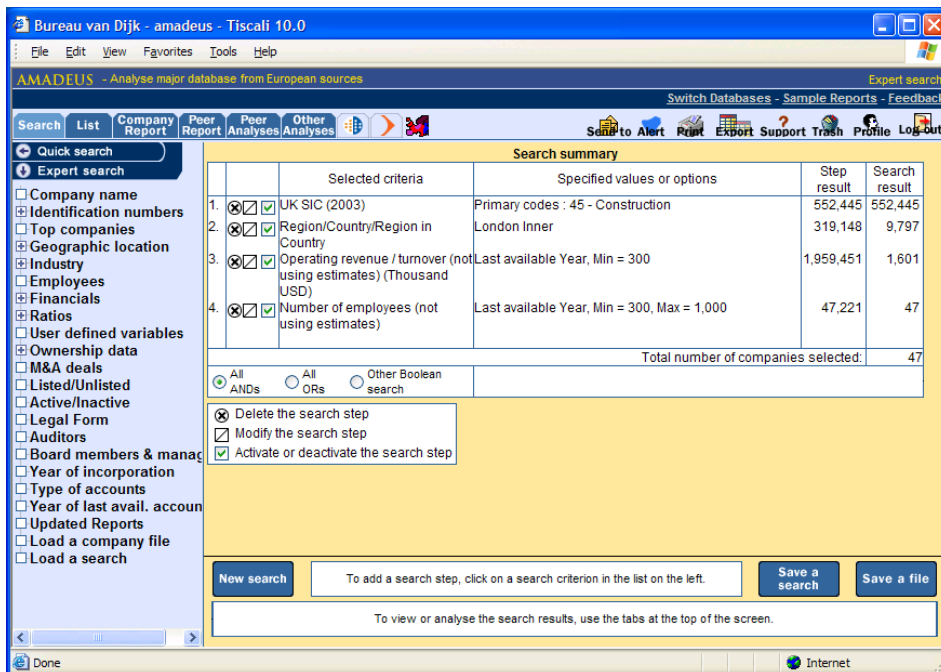 Bureau van Dijk - amadeus - Tiscali 10.0
File Edit View Favorites Tools Help
AMADEUS - Analyse major database from European sources
Expert search
Switch Databases - Sample Reports - Feedback
Search List Company Report Peer Report Peer Analyses Other Analyses
Send to Alert Print Export Support Trash Profile Log out
Quick search
Expert search
Company name
Identification numbers
Top companies
Geographic location
Industry
Employees
Financials
Ratios
User defined variables
Ownership data
M&A deals
Listed/Unlisted
Active/Inactive
Legal Form
Auditors
Board members & manag
Year of incorporation
Type of accounts
Year of last avail. accoun
Updated Reports
Load a company file
Load a search
Search summary
Selected criteria Specified values or options Step result Search result
1. UK SIC (2003) Primary codes : 45 - Construction 552,445 552,445
2. Region/Country/Region in London Inner 319,148 9,797
Country
3. Operating revenue / turnover (not Last available Year, Min = 300 1,959,451 1,601
using estimates) (Thousand
USD)
4. Number of employees (not Last available Year, Min = 300, Max = 1,000 47,221 47
using estimates)
Total number of companies selected: 47
All ANDs All ORs Other Boolean search
Delete the search step
Modify the search step
Activate or deactivate the search step
New search
To add a search step, click on a search criterion in the list on the left.
Save a search
Save a file
To view or analyse the search results, use the tabs at the top of the screen.
Done Internet